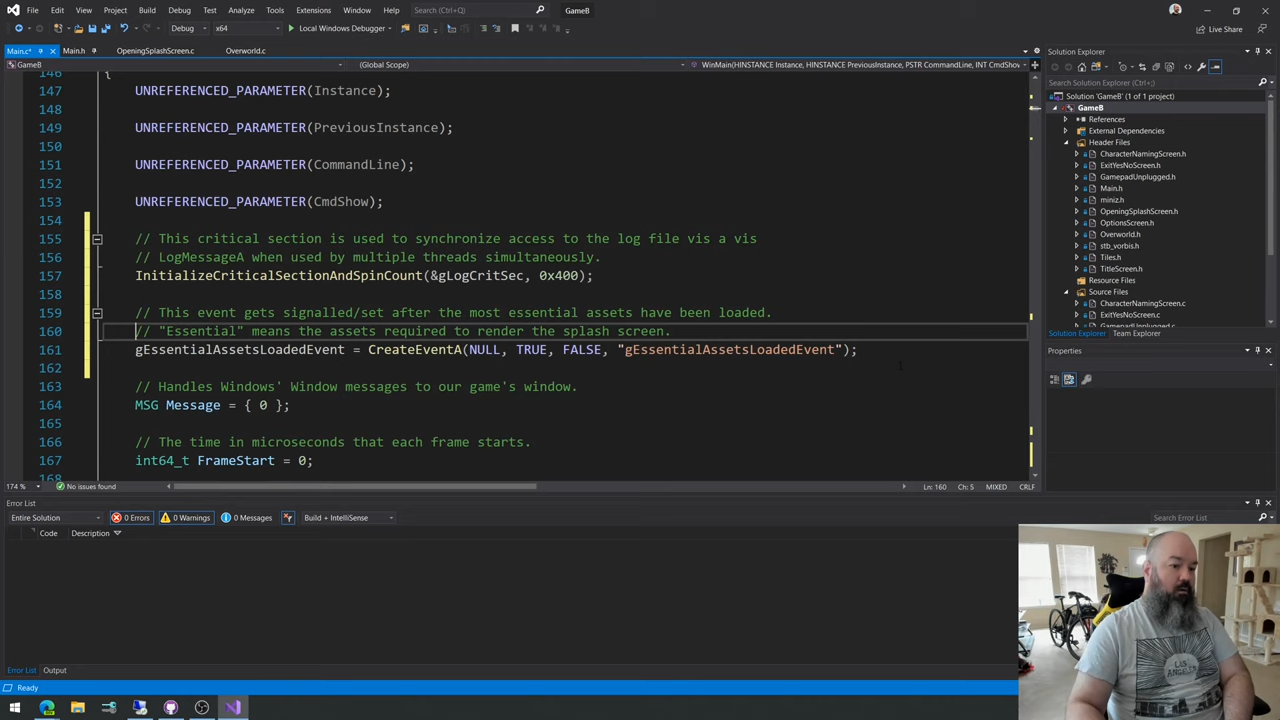 File Edit View Git Project Build Debug Test Analyze Tools Extensions Window Help Search (Ctrl+Q) GameB
Debug x64 Local Windows Debugger Live Share
Main.c* Main.h OpeningSplashScreen.c Overworld.c
GameB (Global Scope) WinMain(HINSTANCE Instance, HINSTANCE PreviousInstance, PSTR CommandLine, INT CmdShow
146 {
147 UNREFERENCED_PARAMETER(Instance);
148
149 UNREFERENCED_PARAMETER(PreviousInstance);
150
151 UNREFERENCED_PARAMETER(CommandLine);
152
153 UNREFERENCED_PARAMETER(CmdShow);
154
155 // This critical section is used to synchronize access to the log file vis a vis
156 // LogMessageA when used by multiple threads simultaneously.
157 InitializeCriticalSectionAndSpinCount(&gLogCritSec, 0x400);
158
159 // This event gets signalled/set after the most essential assets have been loaded.
160 // "Essential" means the assets required to render the splash screen.
161 gEssentialAssetsLoadedEvent = CreateEventA(NULL, TRUE, FALSE, "gEssentialAssetsLoadedEvent");
162
163 // Handles Windows' Window messages to our game's window.
164 MSG Message = { 0 };
165
166 // The time in microseconds that each frame starts.
167 int64_t FrameStart = 0;
168
174 % No issues found Ln: 160 Ch: 5 MIXED CRLF
Error List
Entire Solution 0 Errors 0 Warnings 0 Messages Build + IntelliSense Search Error List
Code Description
Error List Output
Ready
Solution Explorer
Search Solution Explorer
Solution 'GameB' (1 of 1 project)
GameB
References
External Dependencies
Header Files
CharacterNamingScreen.h
ExitYesNoScreen.h
GamepadUnplugged.h
Main.h
miniz.h
OpeningSplashScreen.h
OptionsScreen.h
Overworld.h
stb_vorbis.h
Tiles.h
TitleScreen.h
Resource Files
Source Files
CharacterNamingScreen.c
ExitYesNoScreen.c
GamepadUnplugged.c
Solution Explorer Team Explorer
Properties
LOS ANGELES